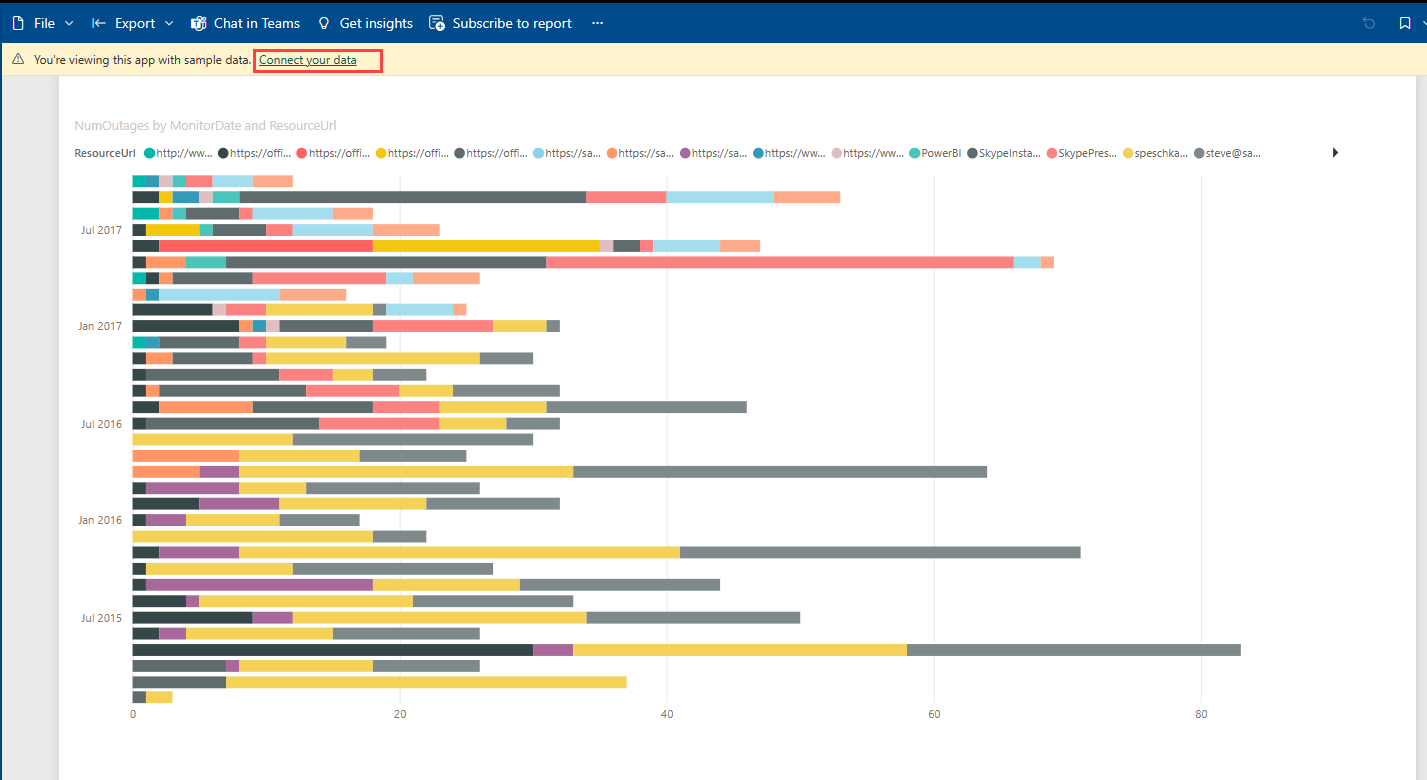 File Export Chat in Teams Get insights Subscribe to report ...
You're viewing this app with sample data. Connect your data
NumOutages by MonitorDate and ResourceUrl
ResourceUrl http://ww... https://offi... https://offi... https://offi... https://offi... https://sa... https://sa... https://sa... https://ww... https://ww... PowerBI SkypeInsta... SkypePres... speschka... steve@sa...
Jul 2017
Jan 2017
Jul 2016
Jan 2016
Jul 2015
0 20 40 60 80